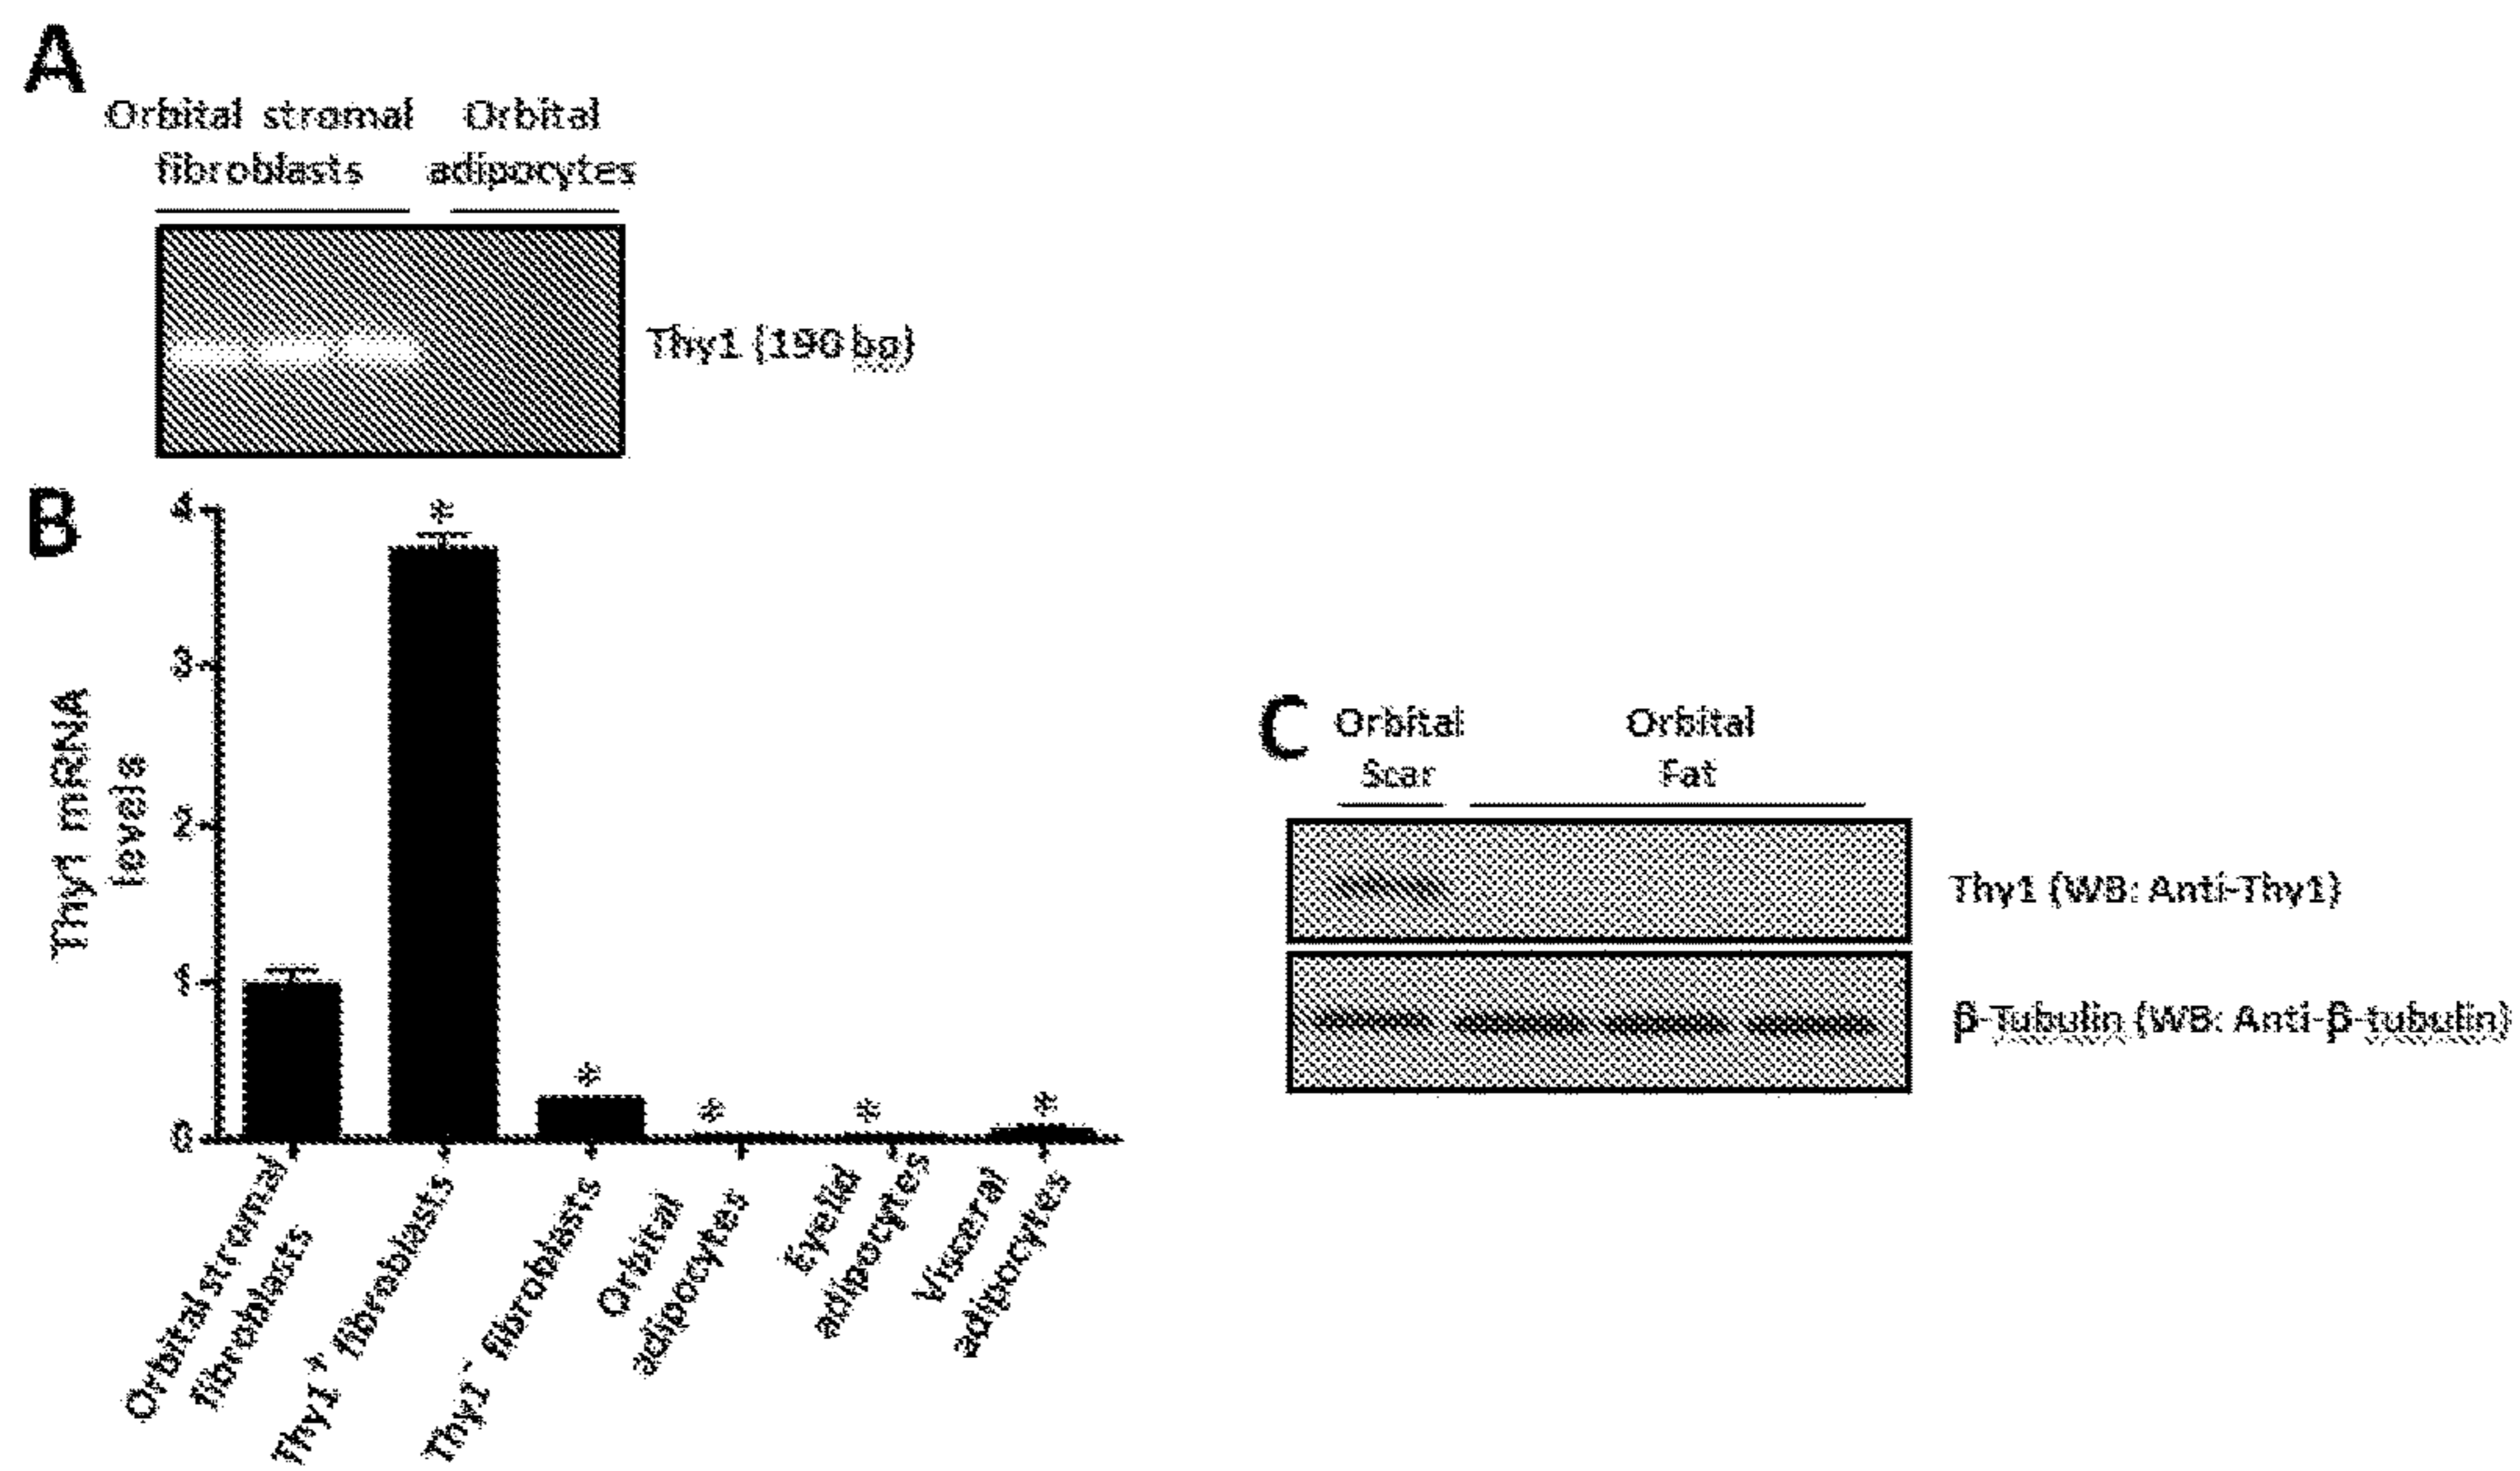 A
Orbital stromal
fibroblasts
Orbital
adipocytes
Thy1 (190 bp)
B
4
3
2
1
0
Thy1 mRNA
levels
*
*
*
*
*
Orbital stromal
fibroblasts
Thy1+ fibroblasts
Thy1- fibroblasts
Orbital
adipocytes
Eyelid
adipocytes
Visceral
adipocytes
C
Orbital
Scar
Orbital
Fat
Thy1 (WB: Anti-Thy1)
β-Tubulin (WB: Anti-β-tubulin)